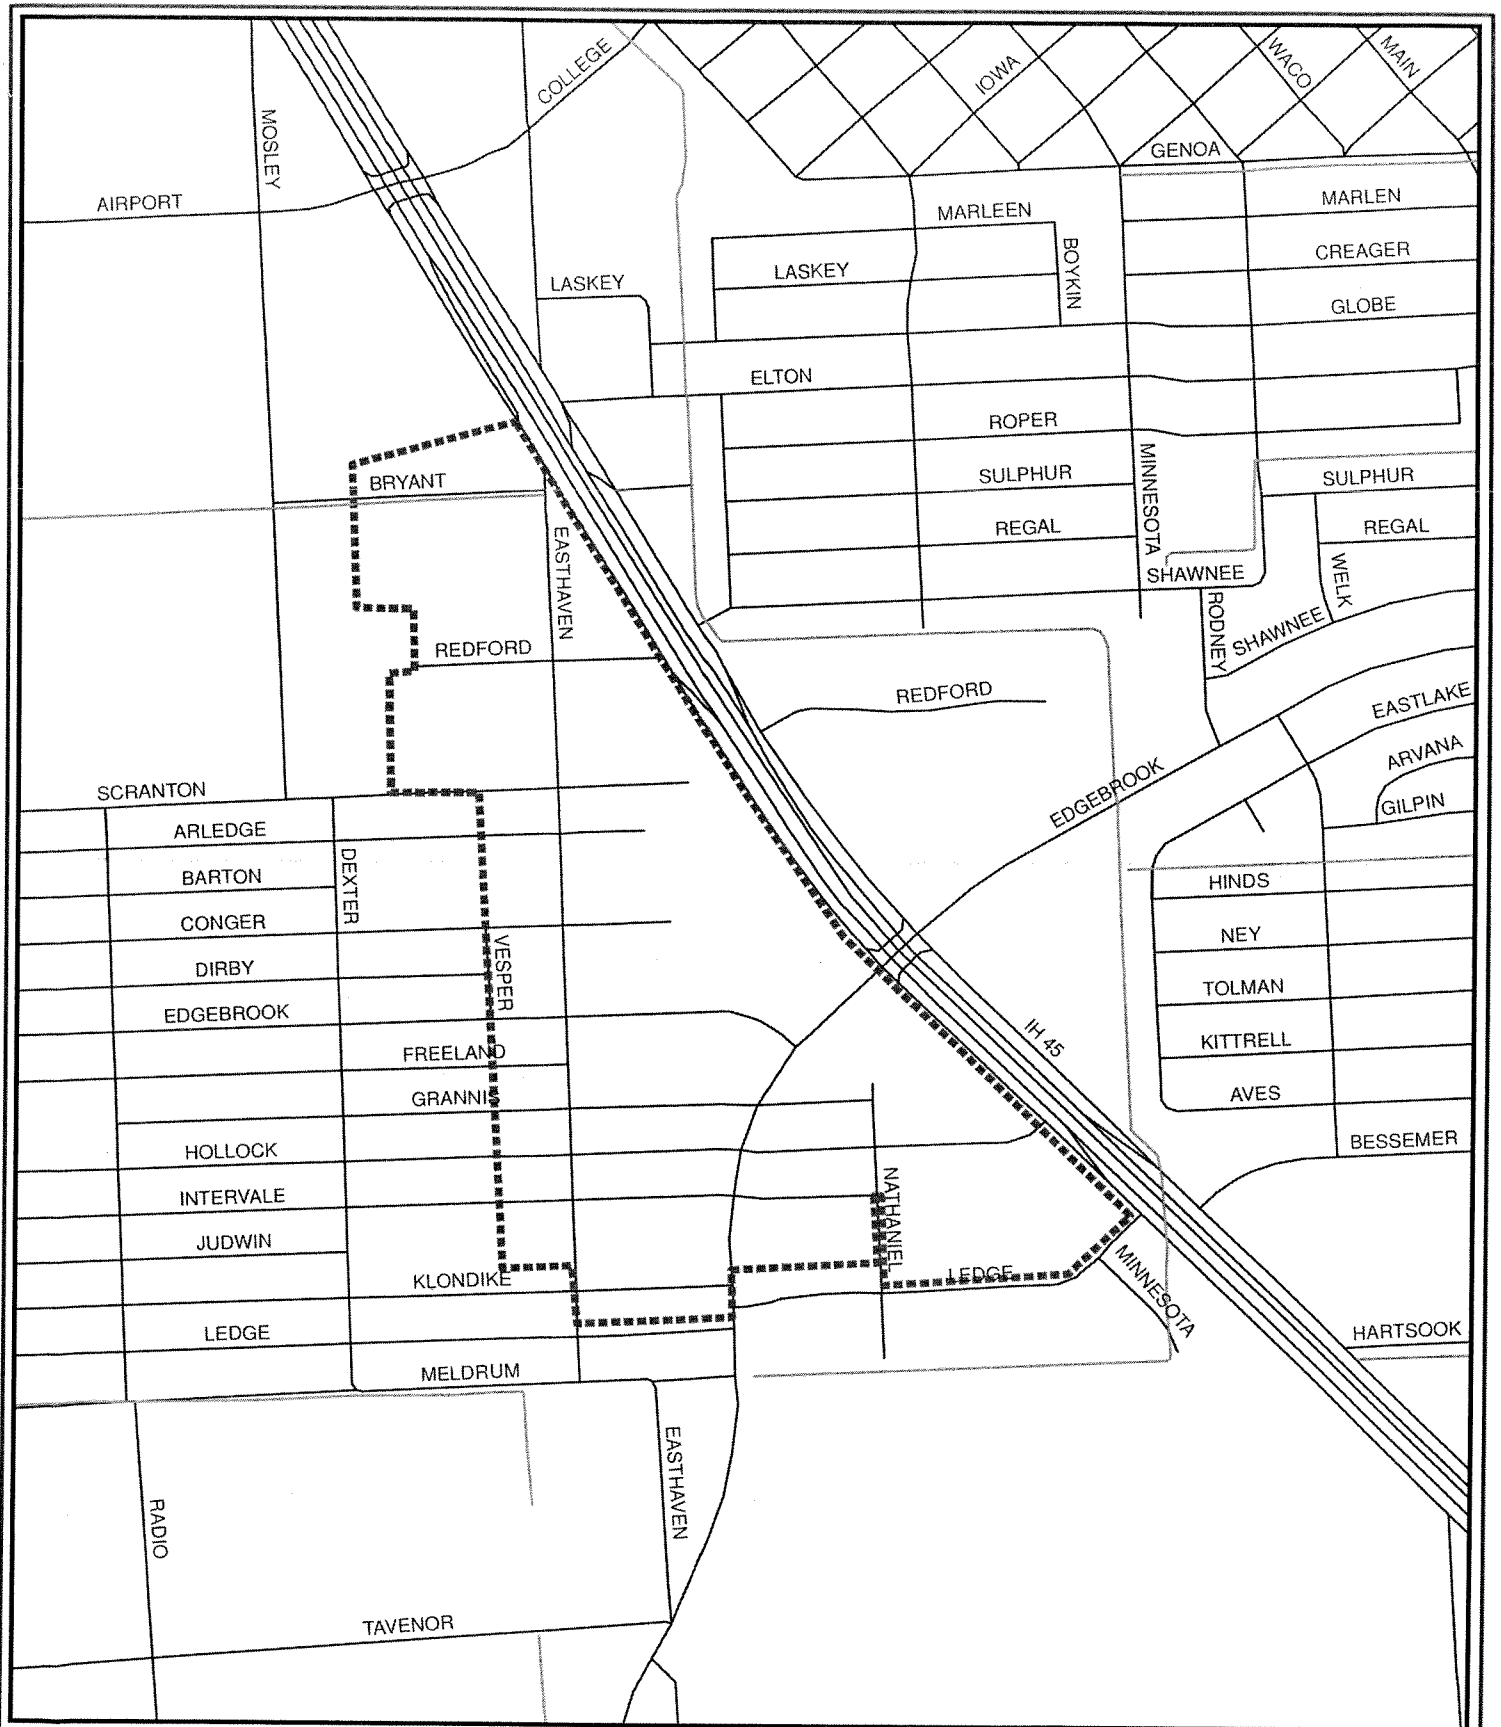 COLLEGE
IOWA
WACO
MAIN
MOSLEY
GENOA
AIRPORT
MARLEEN
MARLEN
BOYKIN
CREAGER
LASKEY
LASKEY
GLOBE
ELTON
ROPER
BRYANT
SULPHUR
MINNESOTA
SULPHUR
REGAL
REGAL
EASTHAVEN
SHAWNEE
WELK
RODNEY
SHAWNEE
REDFORD
REDFORD
EASTLAKE
EDGEBROOK
ARVANA
SCRANTON
GILPIN
ARLEDGE
DEXTER
BARTON
HINDS
CONGER
VESPER
NEY
DIRBY
TOLMAN
EDGEBROOK
IH 45
FREELAND
KITTRELL
GRANNIS
AVES
HOLLOCK
BESSEMER
INTERVALE
NATHANIEL
JUDWIN
KLONDIKE
LEDGE
MINNESOTA
LEDGE
HARTSOOK
MELDRUM
EASTHAVEN
RADIO
TAVENOR